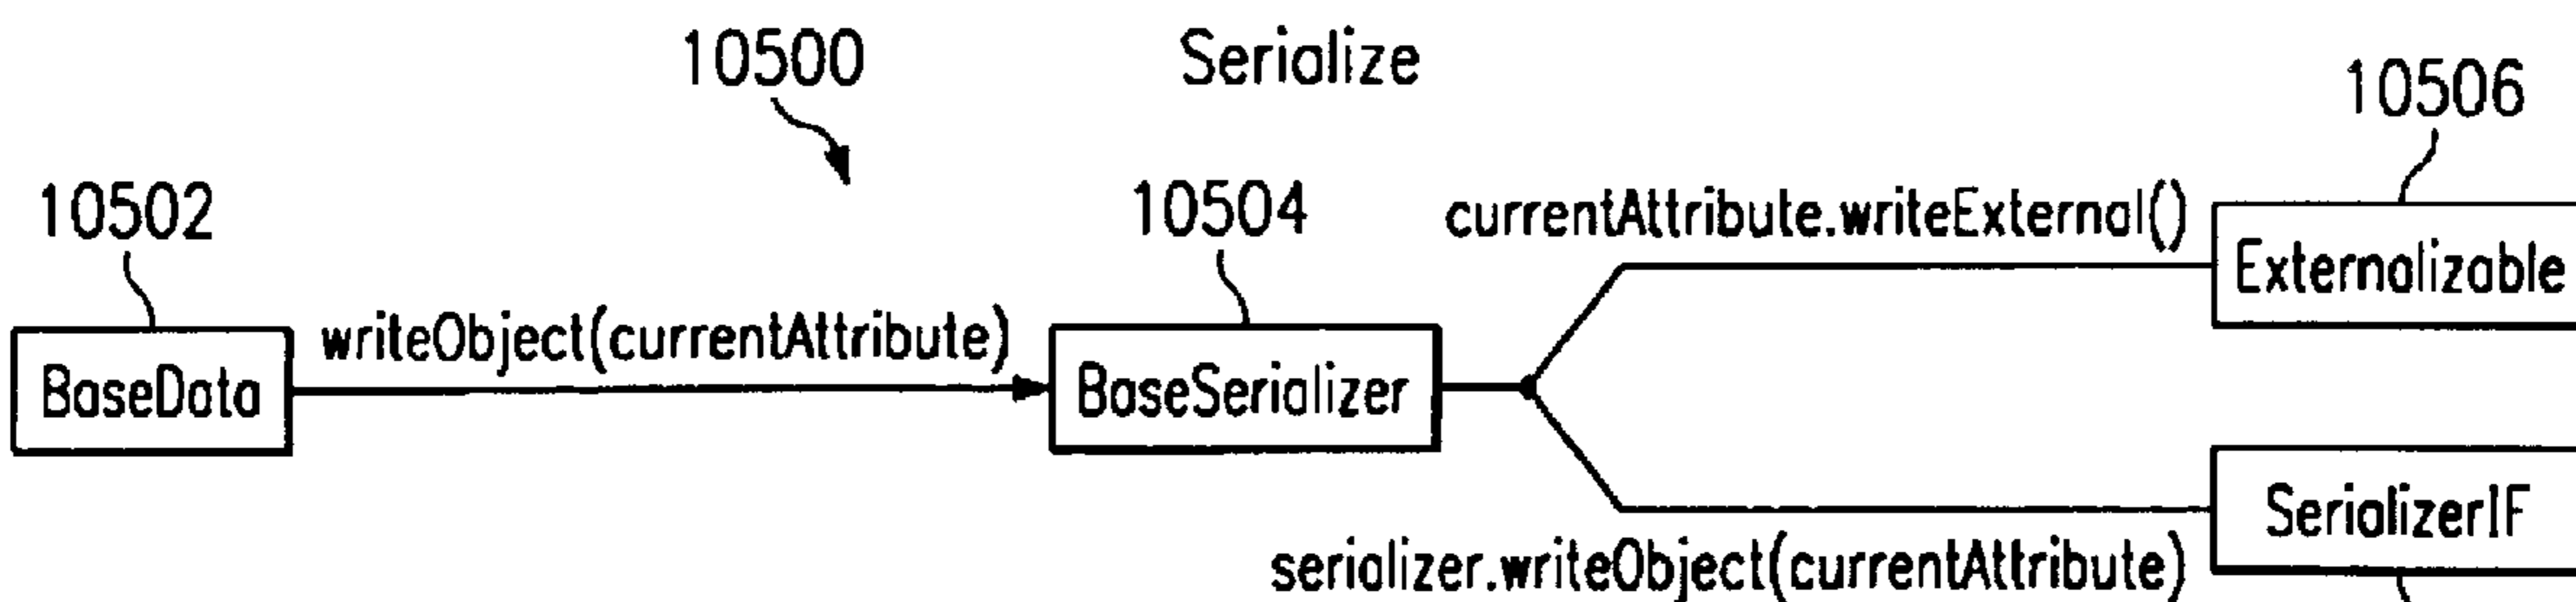 10500
Serialize
10506
10502
10504
currentAttribute.writeExternal()
Externalizable
writeObject(currentAttribute)
BaseData
BaseSerializer
SerializerIF
serializer.writeObject(currentAttribute)